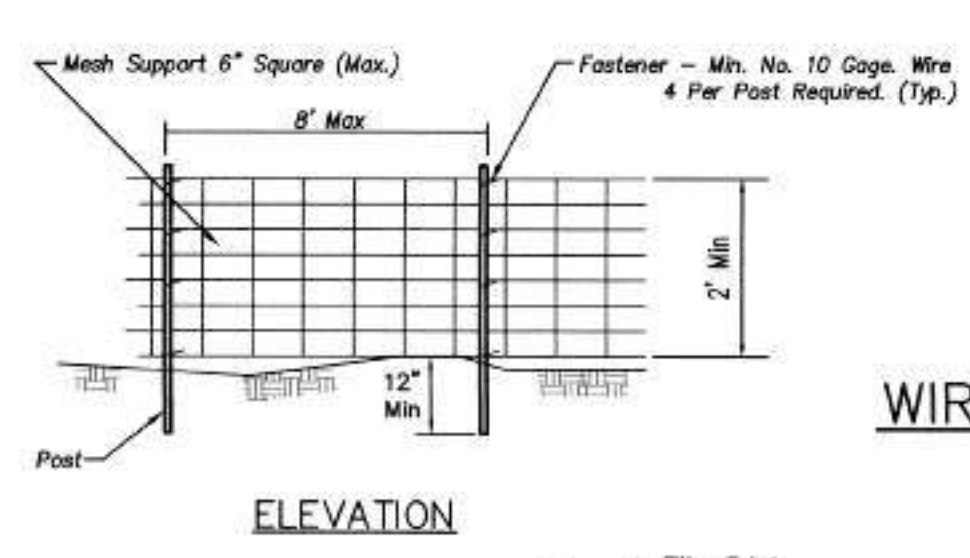 Mesh Support 6" Square (Max.)
Fastener - Min. No. 10 Gage. Wire
4 Per Post Required. (Typ.)
8' Max
2' Min
12"
Min
WIR
Post
ELEVATION